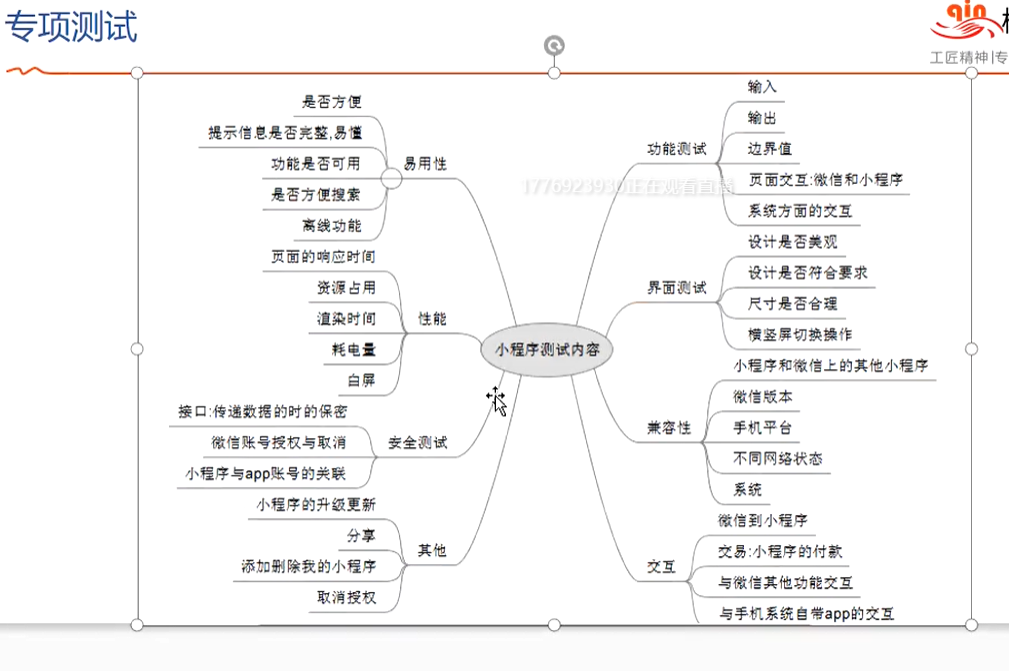 专项测试
qin
工匠精神|专
是否方便
提示信息是否完整,易懂
功能是否可用
是否方便搜索
离线功能
易用性
页面的响应时间
资源占用
渲染时间
耗电量
白屏
性能
接口:传递数据的时的保密
微信账号授权与取消
小程序与app账号的关联
安全测试
小程序的升级更新
分享
添加删除我的小程序
取消授权
其他
小程序测试内容
功能测试
输入
输出
边界值
页面交互:微信和小程序
系统方面的交互
1776923930正在观看直播
界面测试
设计是否美观
设计是否符合要求
尺寸是否合理
横竖屏切换操作
兼容性
小程序和微信上的其他小程序
微信版本
手机平台
不同网络状态
系统
交互
微信到小程序
交易:小程序的付款
与微信其他功能交互
与手机系统自带app的交互